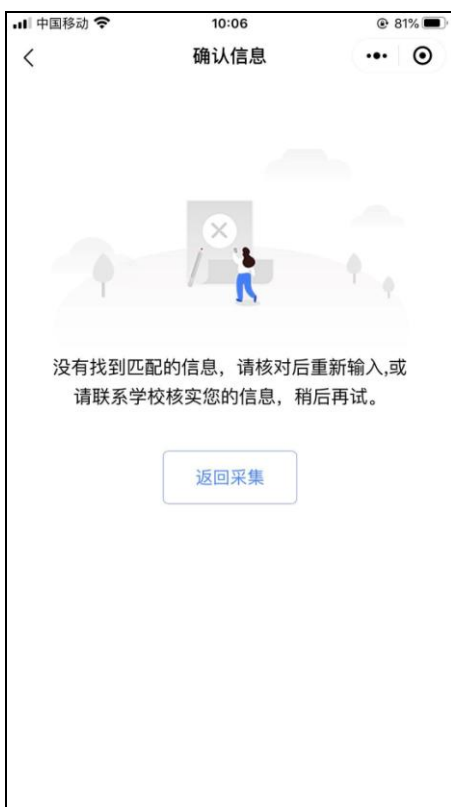 中国移动 10:06 81%
确认信息
没有找到匹配的信息，请核对后重新输入,或
请联系学校核实您的信息，稍后再试。
返回采集